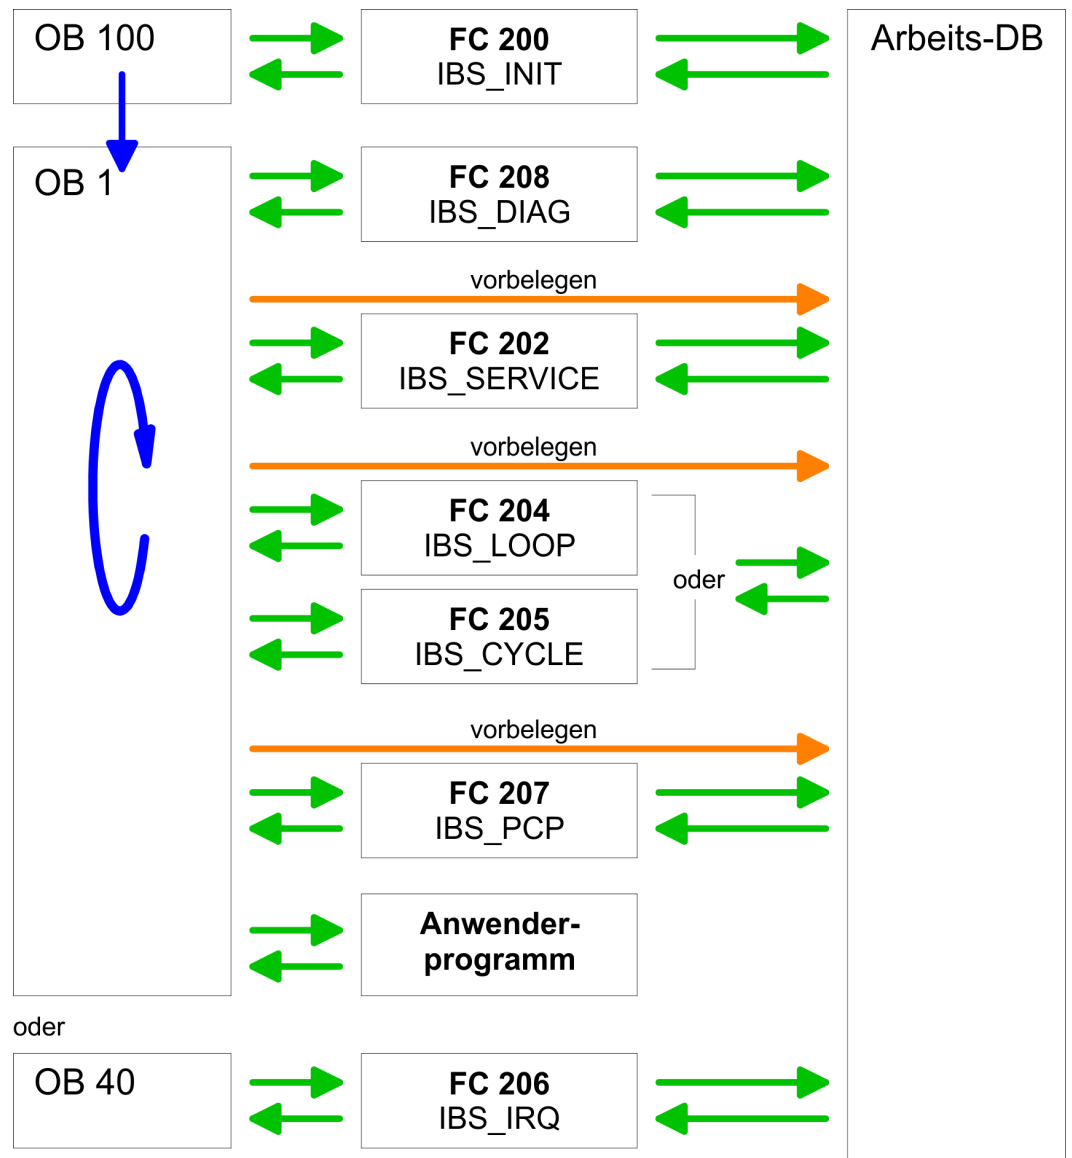 OB 100
FC 200
IBS_INIT
Arbeits-DB
OB 1
FC 208
IBS_DIAG
vorbelegen
FC 202
IBS_SERVICE
vorbelegen
FC 204
IBS_LOOP
oder
FC 205
IBS_CYCLE
vorbelegen
FC 207
IBS_PCP
Anwender-
programm
oder
OB 40
FC 206
IBS_IRQ